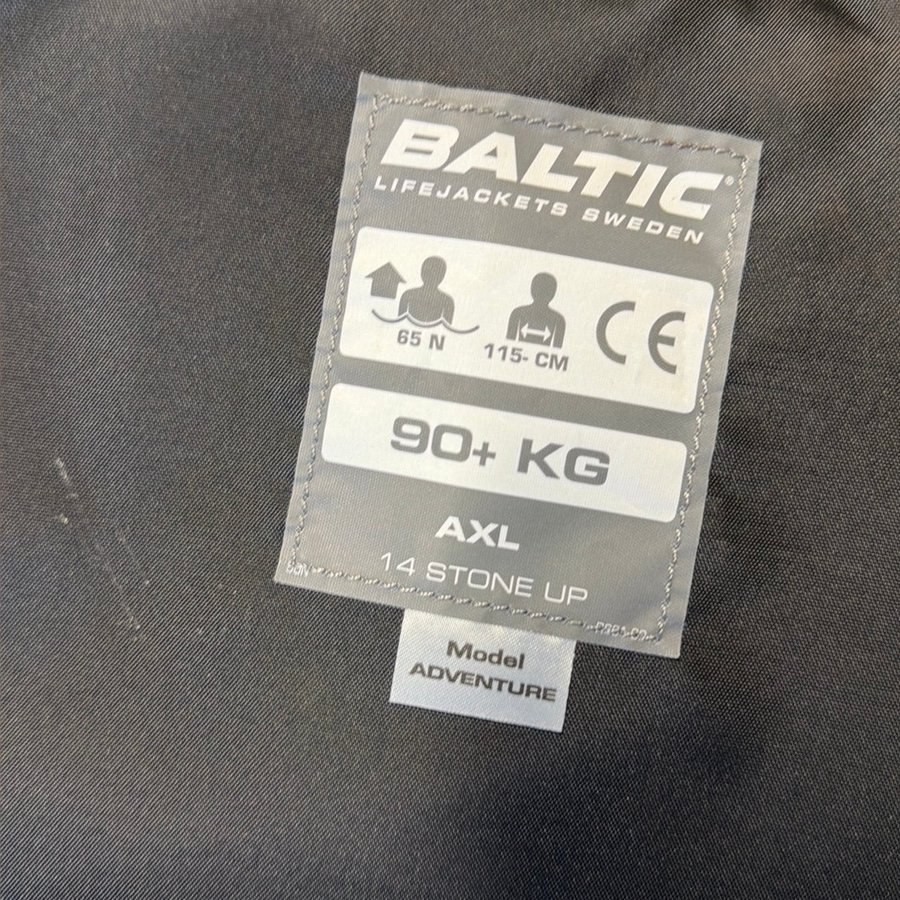 BALTIC®
LIFEJACKETS SWEDEN
65 N
115- CM
CE
90+ KG
AXL
14 STONE UP
Model
ADVENTURE